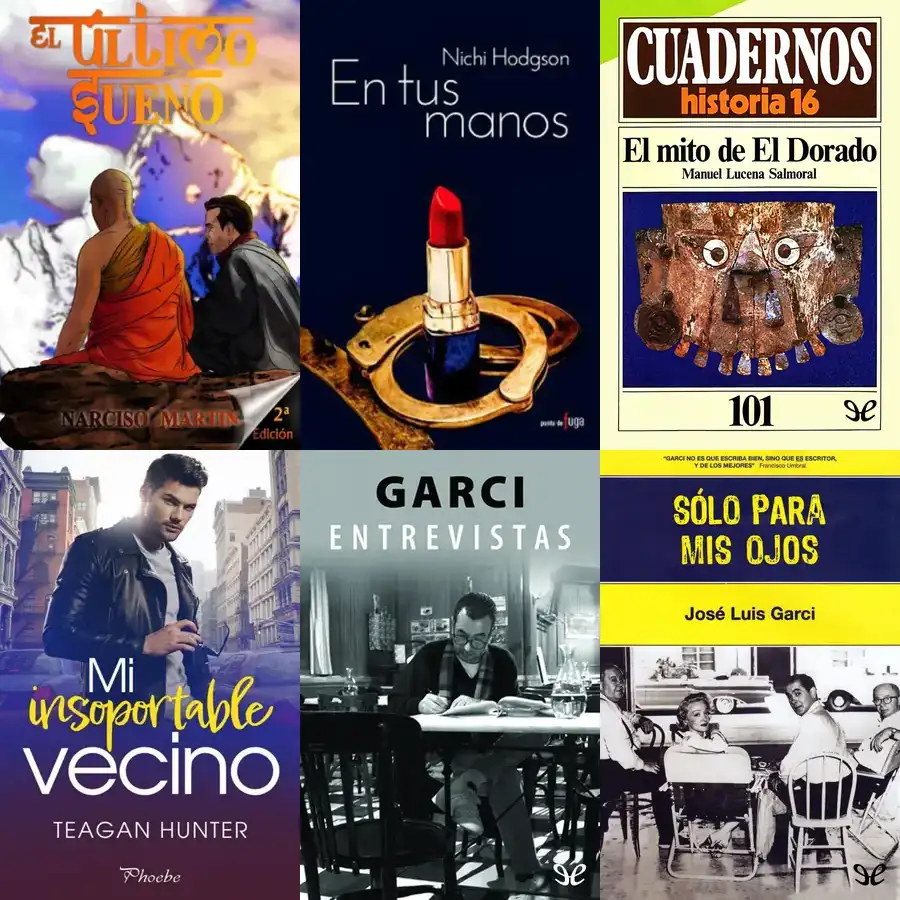 EL ÚLTIMO
SUEÑO
NARCISO MARTIN
2ª
Edición
Nichi Hodgson
En tus
manos
punto de fuga
CUADERNOS
historia 16
El mito de El Dorado
Manuel Lucena Salmoral
101
Mi
insoportable
vecino
TEAGAN HUNTER
Phoebe
GARCI
ENTREVISTAS
"GARCI NO ES QUE ESCRIBA BIEN, SINO QUE ES ESCRITOR,
Y DE LOS MEJORES" Francisco Umbral.
SÓLO PARA
MIS OJOS
José Luis Garci